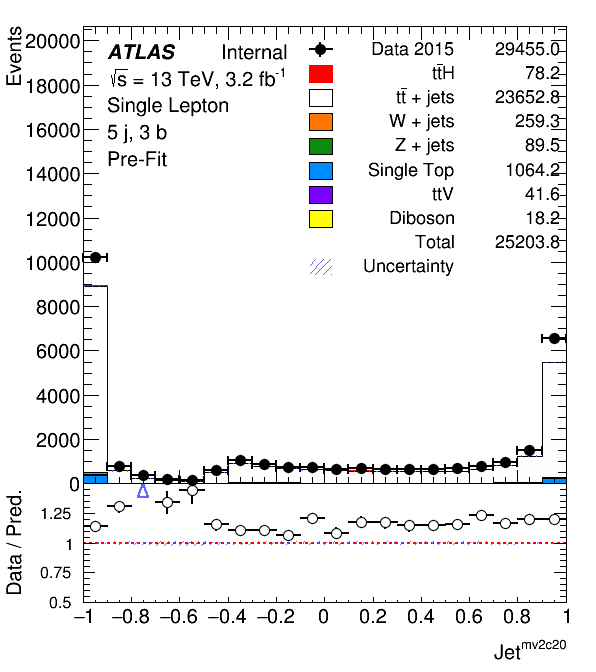 Events
20000
18000
16000
14000
12000
10000
8000
6000
4000
2000
0
ATLAS Internal
√s = 13 TeV, 3.2 fb⁻¹
Single Lepton
5 j, 3 b
Pre-Fit
Data 2015 29455.0
tt̄H 78.2
tt̄ + jets 23652.8
W + jets 259.3
Z + jets 89.5
Single Top 1064.2
ttV 41.6
Diboson 18.2
Total 25203.8
Uncertainty
Data / Pred.
1.25
1
0.75
0.5
−1 −0.8 −0.6 −0.4 −0.2 0 0.2 0.4 0.6 0.8 1
Jet^mv2c20